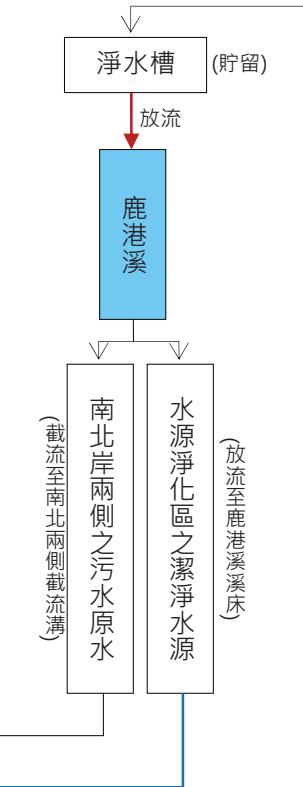 淨水槽
(貯留)
放流
鹿港溪
(截流至南北兩側截流溝)
南北岸兩側之污水原水
水源淨化區之潔淨水源
(放流至鹿港溪溪床)